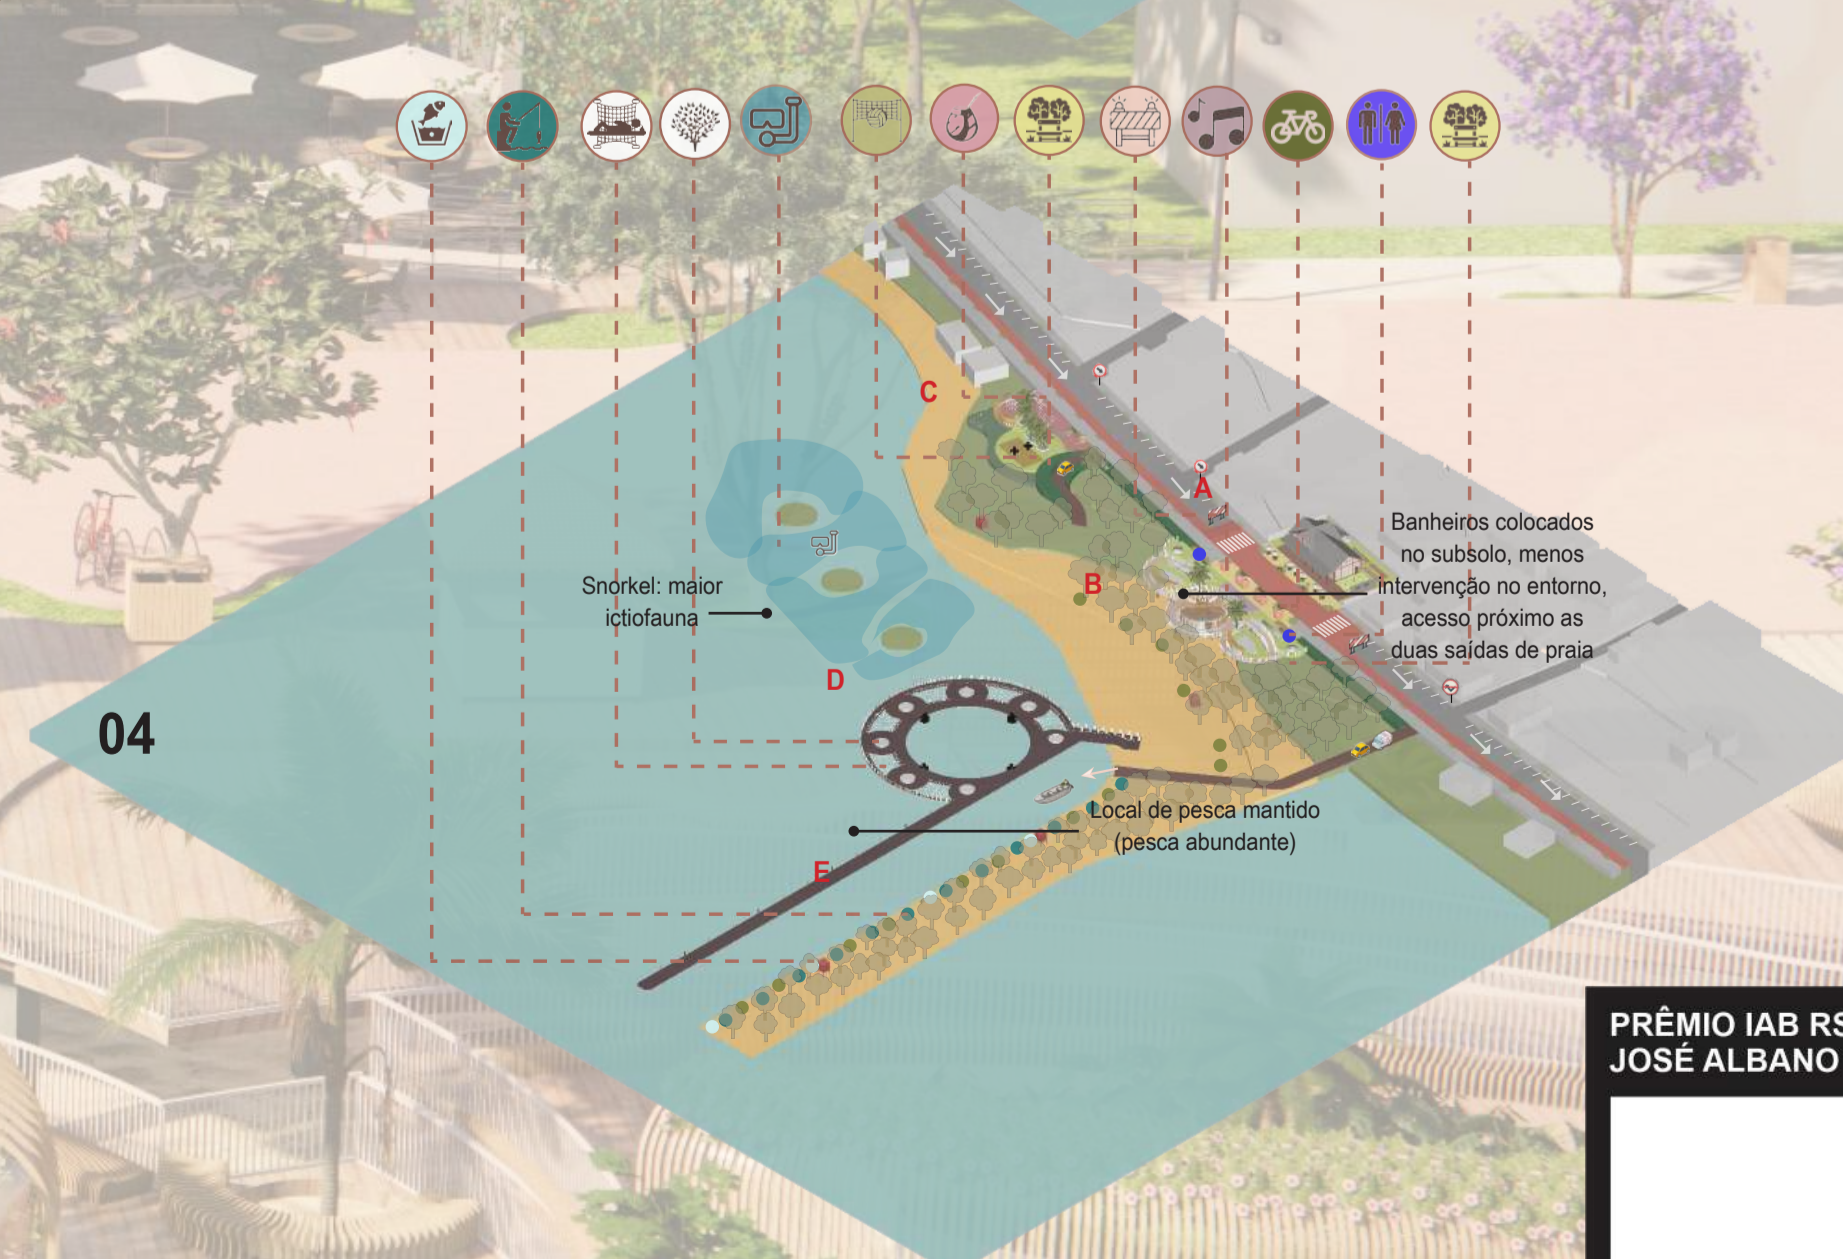 C
A
Banheiros colocados
no subsolo, menos
intervenção no entorno,
acesso próximo as
duas saídas de praia
B
Snorkel: maior
ictiofauna
D
04
Local de pesca mantido
(pesca abundante)
E
PRÊMIO IAB RS
JOSÉ ALBANO